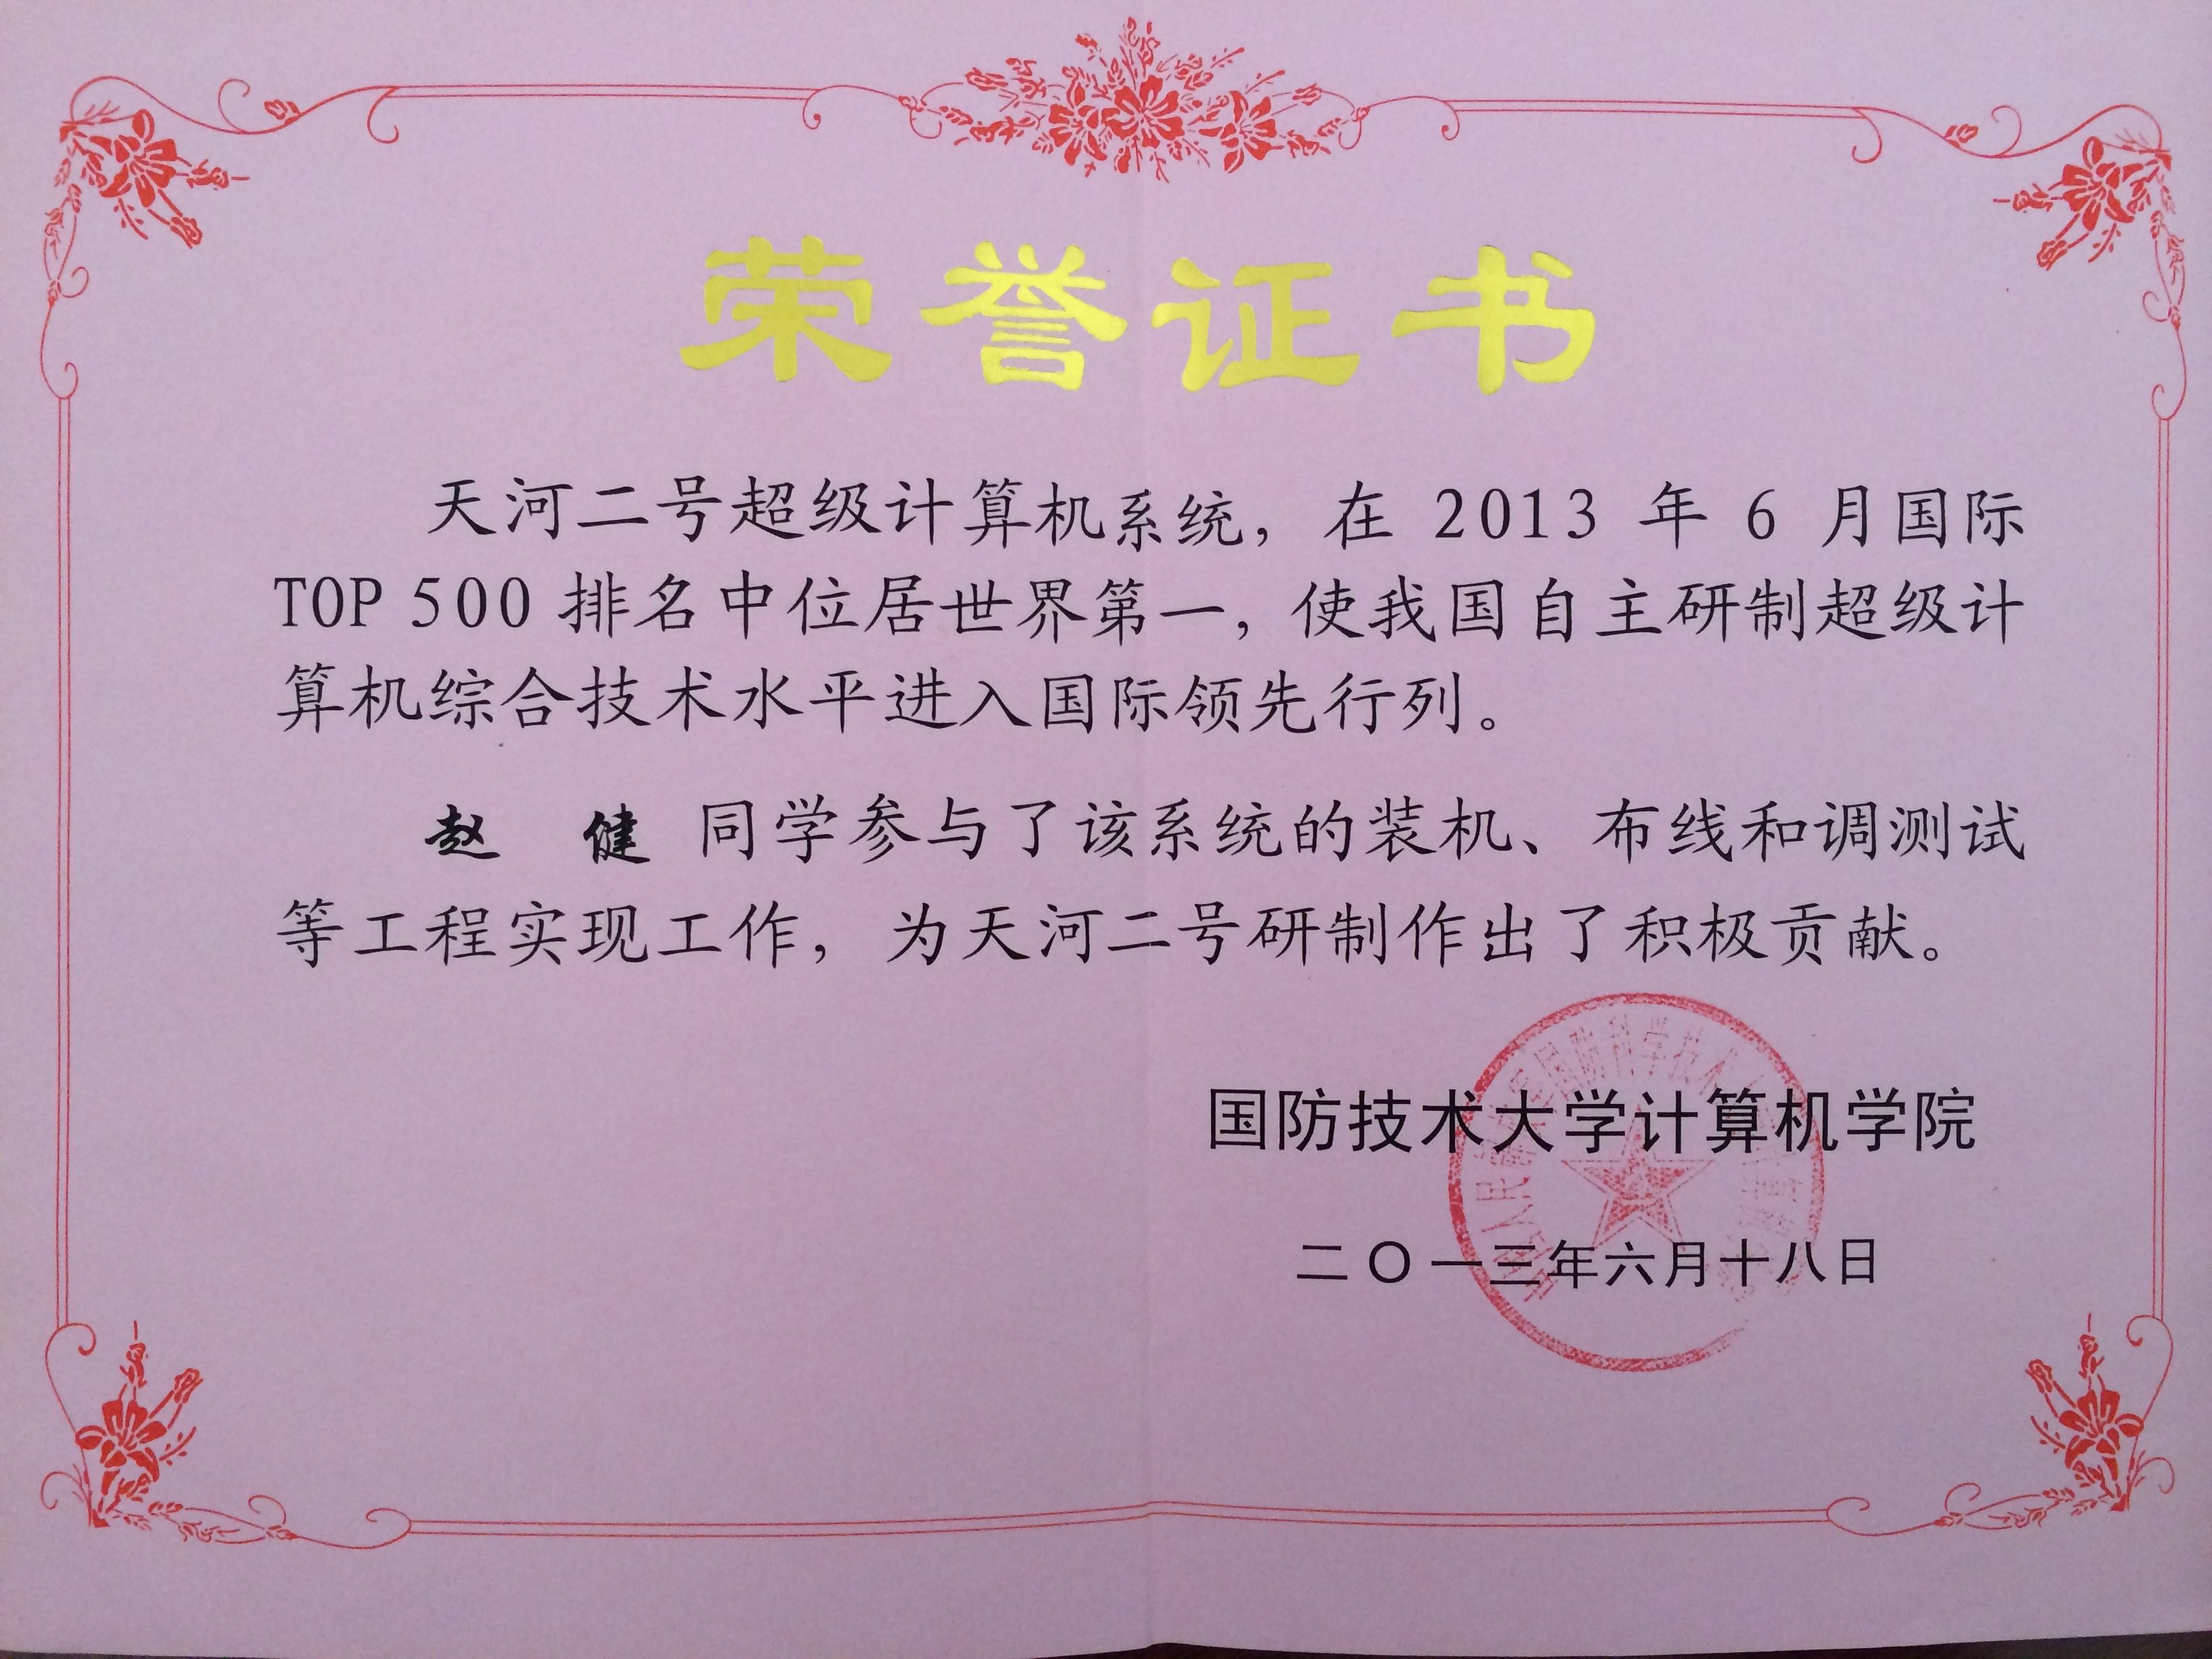 荣誉证书
天河二号超级计算机系统，在 2013 年 6 月国际
TOP 500 排名中位居世界第一，使我国自主研制超级计
算机综合技术水平进入国际领先行列。
赵 健 同学参与了该系统的装机、布线和调测试
等工程实现工作，为天河二号研制作出了积极贡献。
国防科学技术
国防技术大学计算机学院
二〇一三年六月十八日